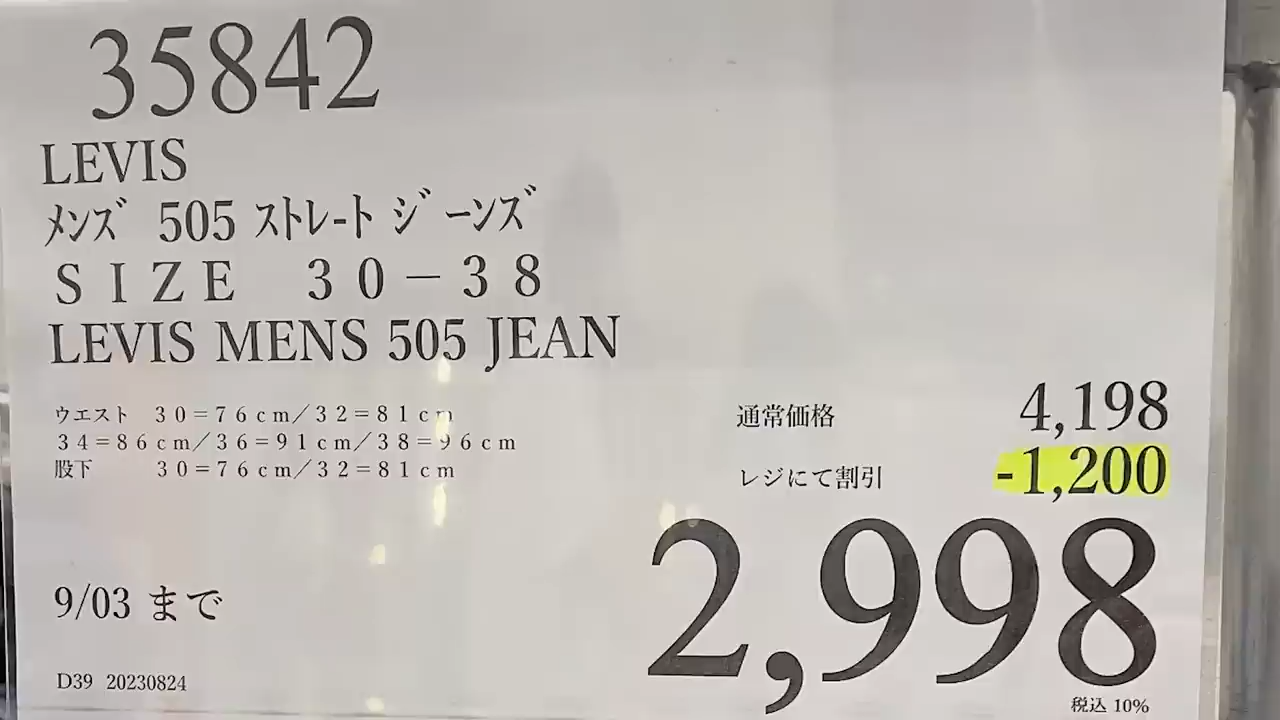 35842
LEVIS
ﾒﾝｽﾞ 505 ｽﾄﾚｰﾄ ｼﾞｰﾝｽﾞ
ＳＩＺＥ　３０－３８
LEVIS MENS 505 JEAN
ウエスト　３０＝７６ｃｍ／３２＝８１ｃｍ
３４＝８６ｃｍ／３６＝９１ｃｍ／３８＝９６ｃｍ
股下　　　３０＝７６ｃｍ／３２＝８１ｃｍ
通常価格 4,198
レジにて割引 -1,200
2,998
9/03 まで
D39 20230824
税込 10%